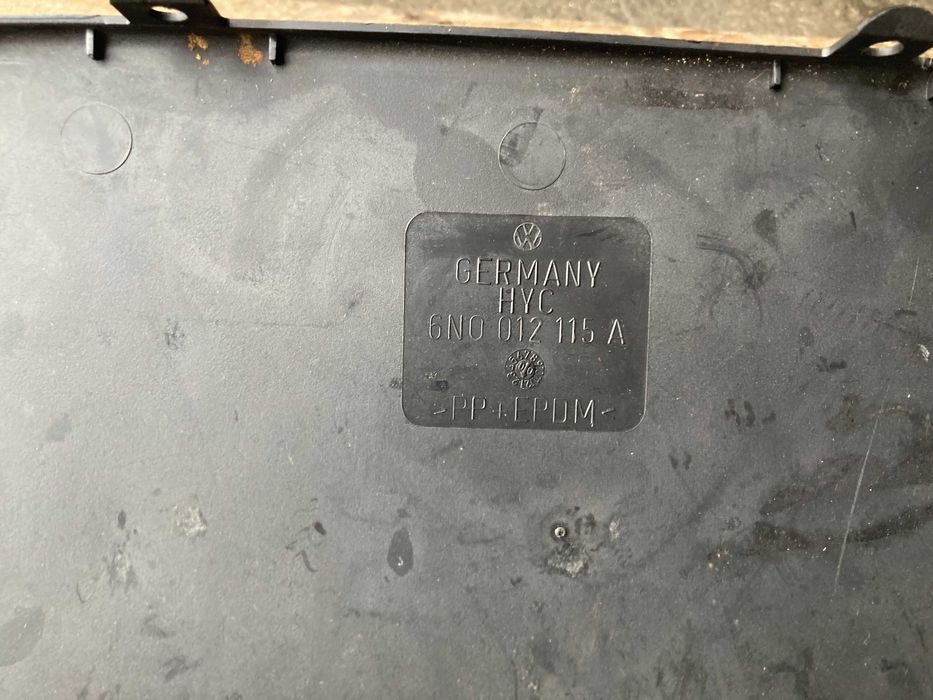 GERMANY
HYC
6N0 012 115 A
>PP+EPDM<